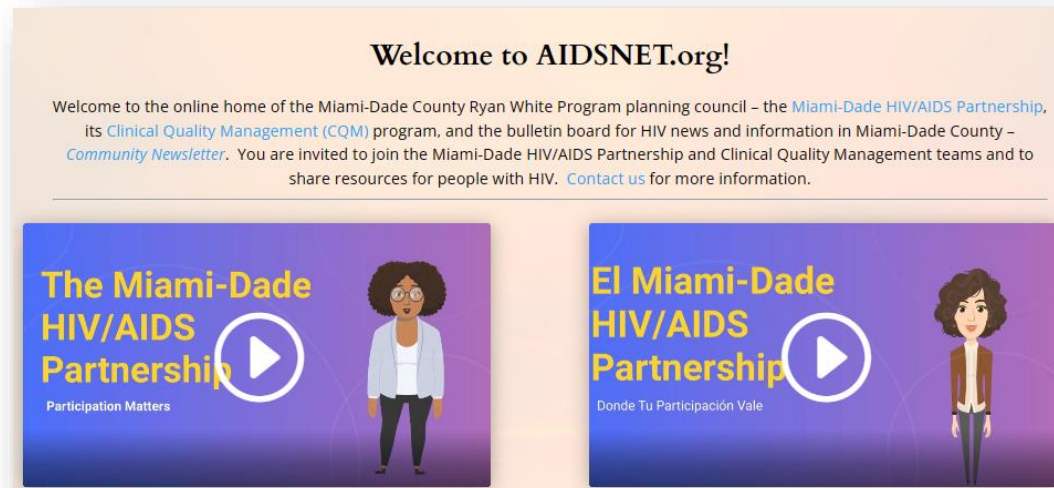 Welcome to AIDSNET.org!
Welcome to the online home of the Miami-Dade County Ryan White Program planning council – the Miami-Dade HIV/AIDS Partnership,
its Clinical Quality Management (CQM) program, and the bulletin board for HIV news and information in Miami-Dade County –
Community Newsletter.  You are invited to join the Miami-Dade HIV/AIDS Partnership and Clinical Quality Management teams and to
share resources for people with HIV.  Contact us for more information.
The Miami-Dade
HIV/AIDS
Partnership
Participation Matters
El Miami-Dade
HIV/AIDS
Partnership
Donde Tu Participación Vale